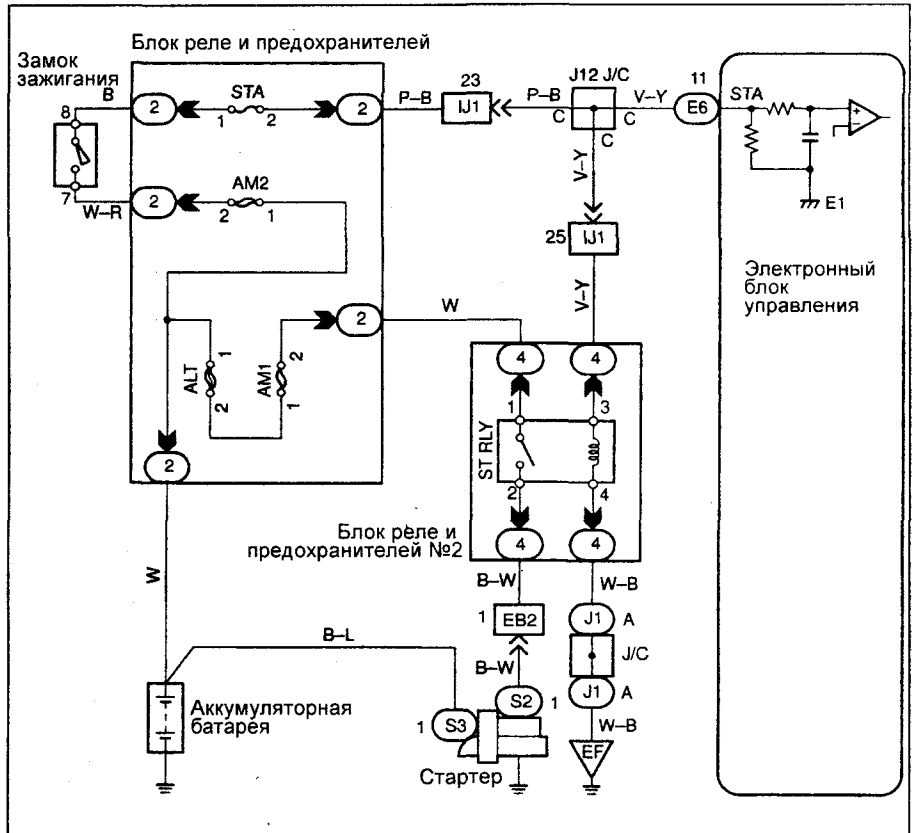 Блок реле и предохранителей
Замок
зажигания
B
8
7
W–R
2
STA
1
2
2
P–B
23
IJ1
P–B
J12 J/C
C
C
C
V–Y
11
E6
STA
E1
Электронный
блок
управления
2
AM2
2
1
V–Y
25
IJ1
V–Y
ALT
1
2
AM1
2
1
2
W
2
4
4
1
3
ST RLY
2
4
4
4
Блок реле и
предохранителей №2
W
B–W
W–B
1
EB2
J1
A
J/C
B–L
B–W
J1
A
W–B
Аккумуляторная
батарея
1
S3
S2
1
Стартер
EF